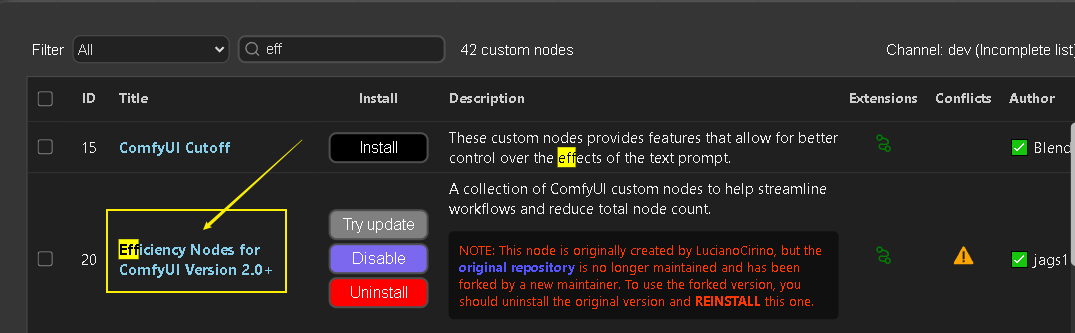 Filter All eff 42 custom nodes Channel: dev (Incomplete list)
ID Title Install Description Extensions Conflicts Author
15 ComfyUI Cutoff Install These custom nodes provides features that allow for better
control over the effects of the text prompt.
Blend
A collection of ComfyUI custom nodes to help streamline
workflows and reduce total node count.
20 Efficiency Nodes for
ComfyUI Version 2.0+
Try update
Disable
Uninstall
NOTE: This node is originally created by LucianoCirino, but the
original repository is no longer maintained and has been
forked by a new maintainer. To use the forked version, you
should uninstall the original version and REINSTALL this one.
jags1